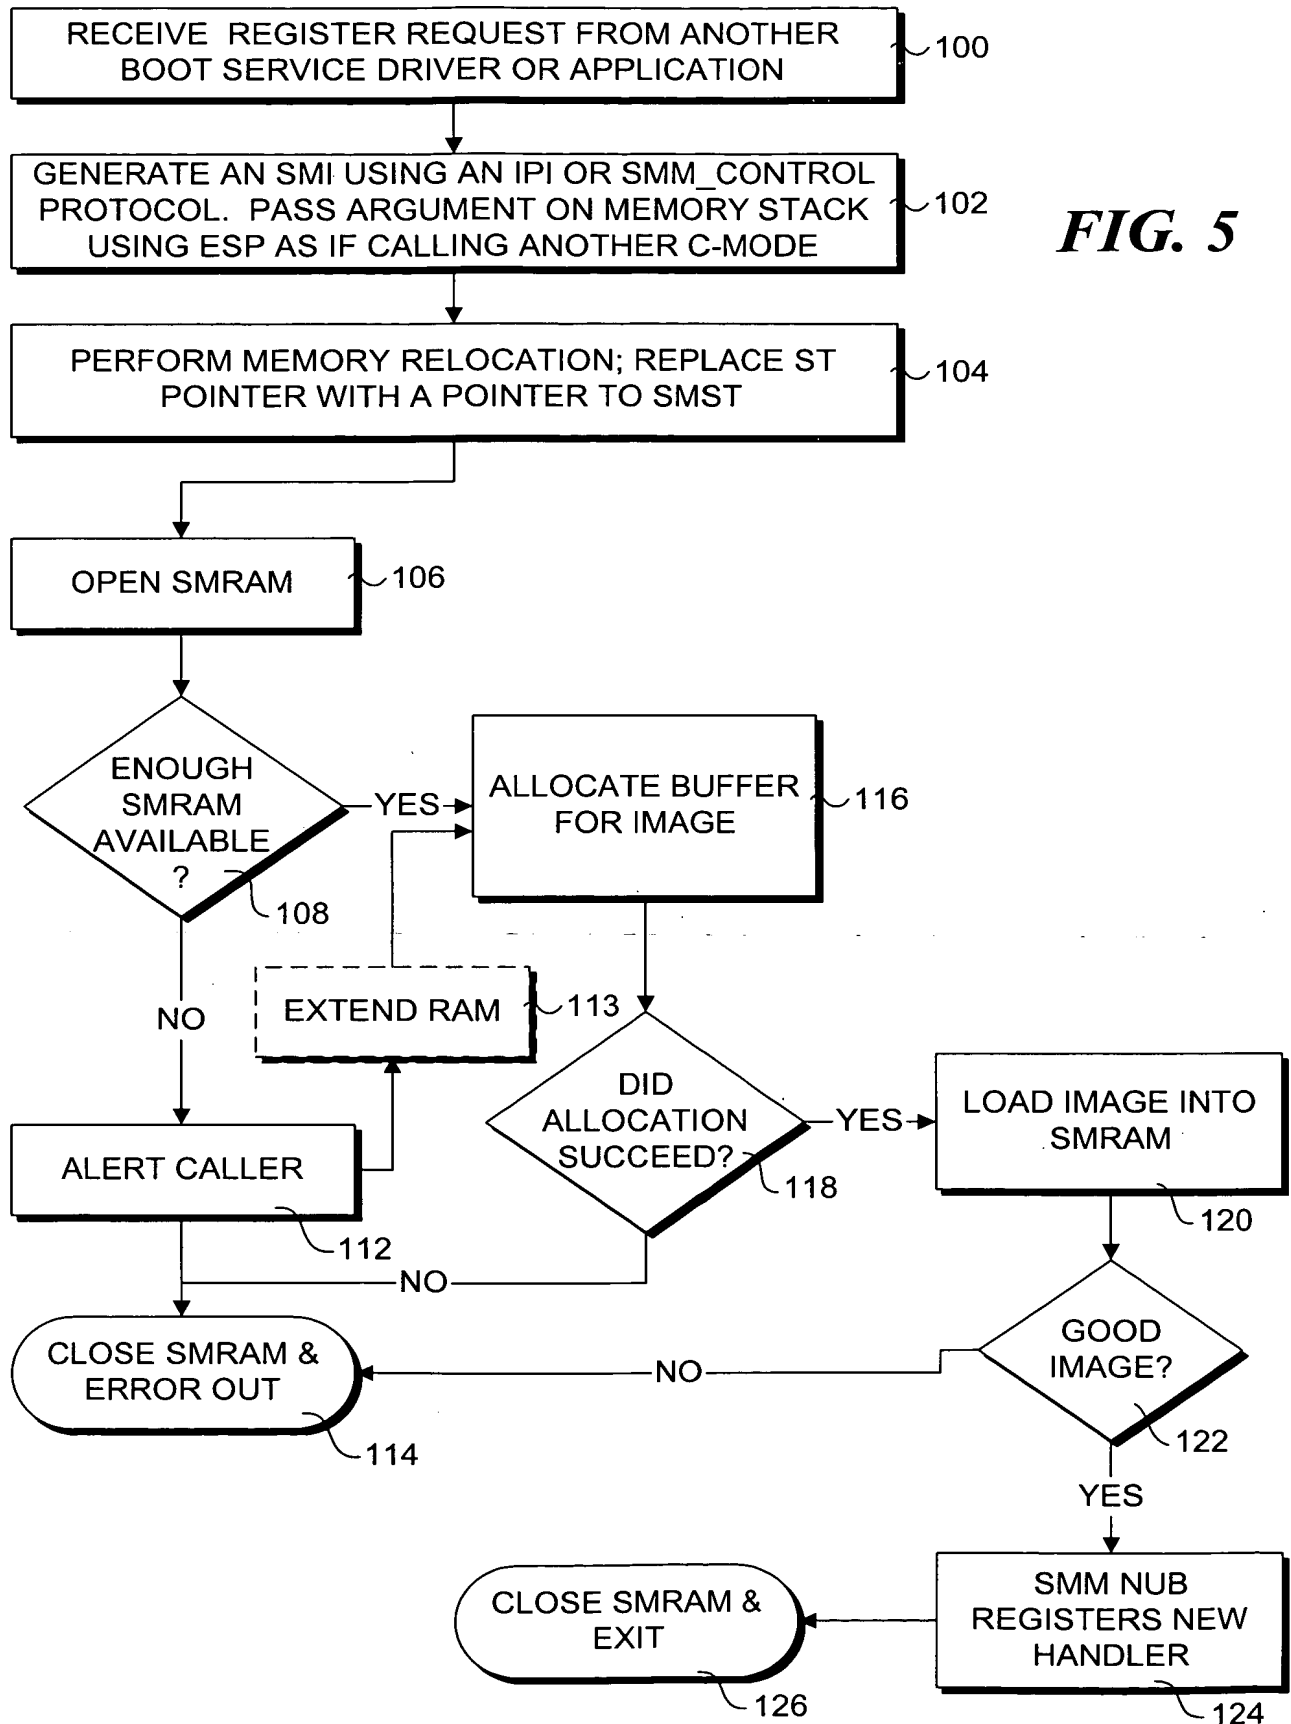 RECEIVE REGISTER REQUEST FROM ANOTHER
BOOT SERVICE DRIVER OR APPLICATION
100
GENERATE AN SMI USING AN IPI OR SMM_CONTROL
PROTOCOL. PASS ARGUMENT ON MEMORY STACK
USING ESP AS IF CALLING ANOTHER C-MODE
102
FIG. 5
PERFORM MEMORY RELOCATION; REPLACE ST
POINTER WITH A POINTER TO SMST
104
OPEN SMRAM
106
ENOUGH
SMRAM
AVAILABLE
?
108
YES
ALLOCATE BUFFER
FOR IMAGE
116
NO
EXTEND RAM
113
DID
ALLOCATION
SUCCEED?
118
YES
LOAD IMAGE INTO
SMRAM
120
ALERT CALLER
112
NO
CLOSE SMRAM &
ERROR OUT
114
NO
GOOD
IMAGE?
122
YES
SMM NUB
REGISTERS NEW
HANDLER
124
CLOSE SMRAM &
EXIT
126